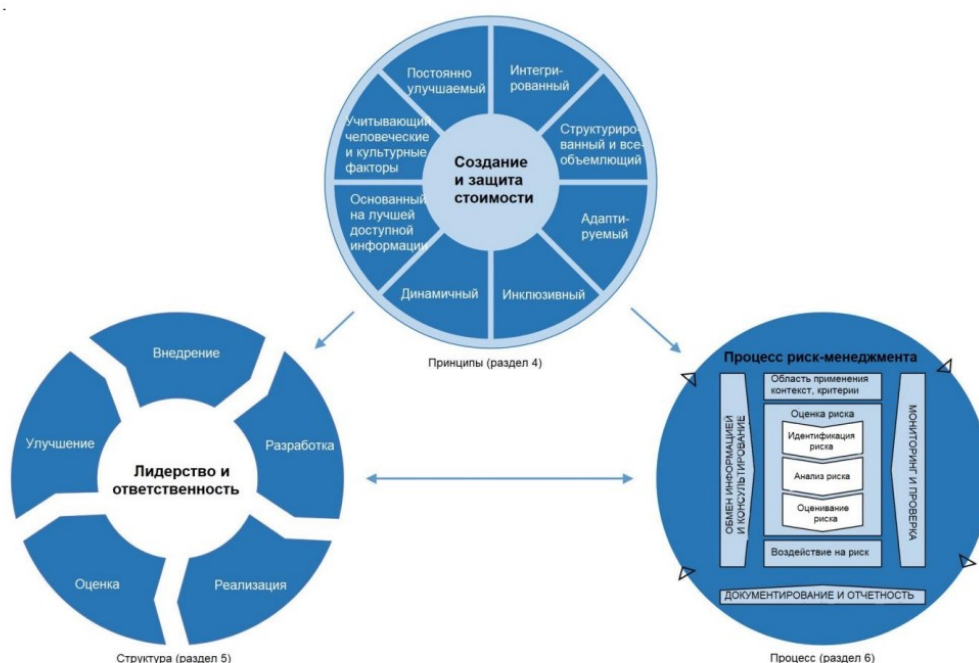 Постоянно
улучшаемый
Интегри-
рованный
Учитывающий
человеческие
и культурные
факторы
Структуриро-
ванный и все-
объемлющий
Создание
и защита
стоимости
Основанный
на лучшей
доступной
информации
Адапти-
руемый
Динамичный
Инклюзивный
Принципы (раздел 4)
Внедрение
Улучшение
Разработка
Лидерство и
ответственность
Оценка
Реализация
Структура (раздел 5)
Процесс риск-менеджмента
Область применения
контекст, критерии
Оценка риска
Идентификация
риска
Анализ риска
Оценивание
риска
Воздействие на риск
ОБМЕН ИНФОРМАЦИЕЙ
И КОНСУЛЬТИРОВАНИЕ
МОНИТОРИНГ И ПРОВЕРКА
ДОКУМЕНТИРОВАНИЕ И ОТЧЕТНОСТЬ
Процесс (раздел 6)